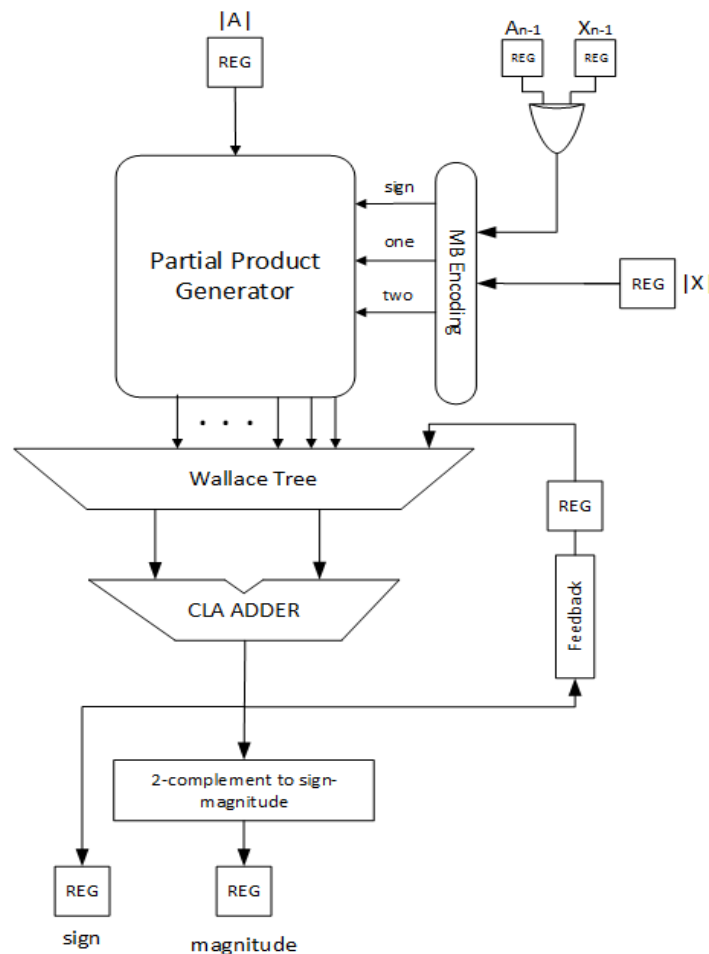 |A|
REG
An-1
Xn-1
REG
REG
sign
one
two
Partial Product
Generator
MB Encoding
REG
|X|
. . .
Wallace Tree
REG
CLA ADDER
Feedback
2-complement to sign-
magnitude
REG
REG
sign
magnitude